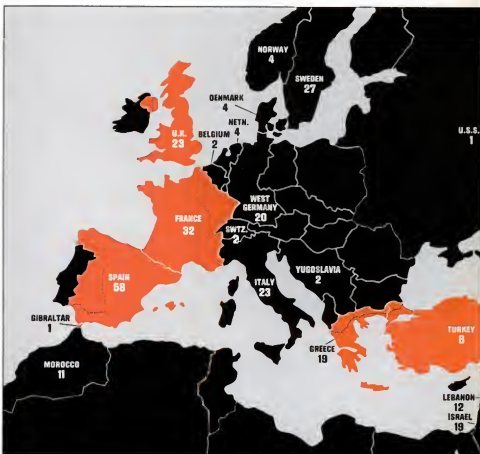 NORWAY
4
SWEDEN
27
DENMARK
4
NETH.
4
U.K.
23
BELGIUM
2
U.S.S.
1
WEST
GERMANY
20
FRANCE
32
SWTZ.
2
SPAIN
58
ITALY
23
YUGOSLAVIA
2
GIBRALTAR
1
GREECE
19
TURKEY
8
MOROCCO
11
LEBANON
12
ISRAEL
19